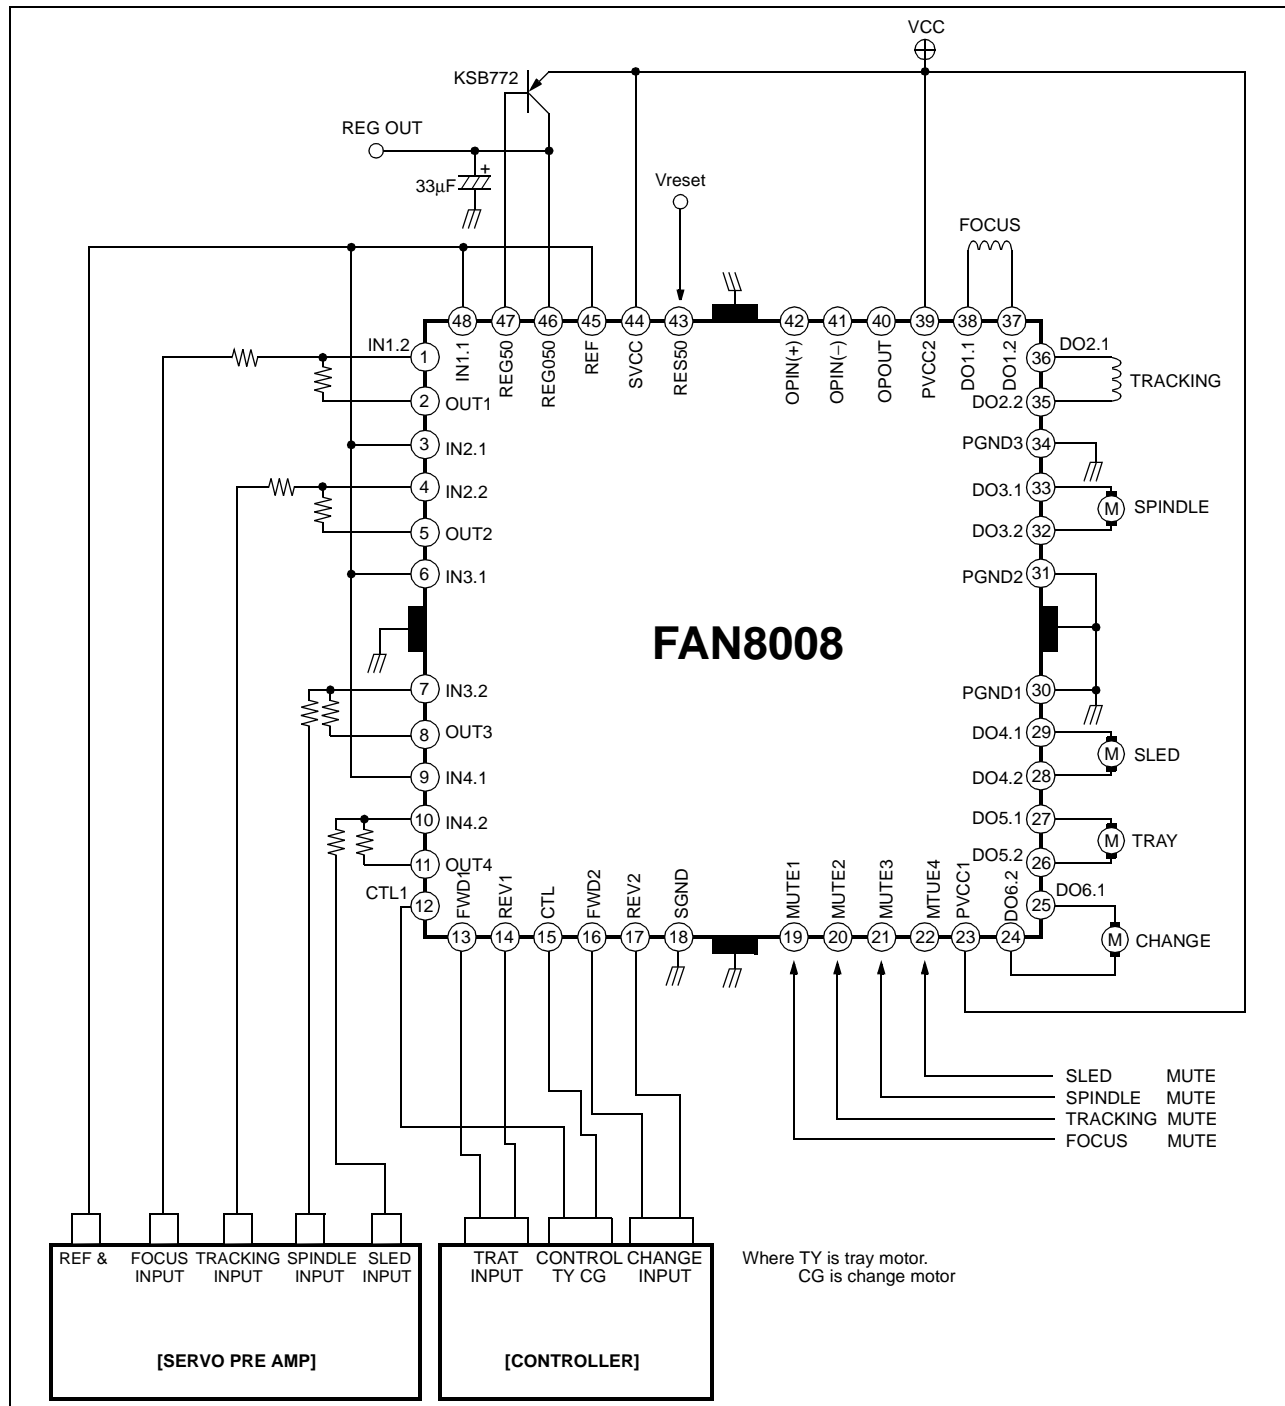 VCC
KSB772
REG OUT
33µF
+
Vreset
FOCUS
48 47 46 45 44 43 42 41 40 39 38 37
IN1.1
REG50
REG050
REF
SVCC
RES50
OPIN(+)
OPIN(−)
OPOUT
PVCC2
DO1.1
DO1.2
1 IN1.2
2 OUT1
3 IN2.1
4 IN2.2
5 OUT2
6 IN3.1
7 IN3.2
8 OUT3
9 IN4.1
10 IN4.2
11 OUT4
12 CTL1
FAN8008
DO2.1 36
TRACKING
DO2.2 35
PGND3 34
DO3.1 33
M SPINDLE
DO3.2 32
PGND2 31
PGND1 30
DO4.1 29
M SLED
DO4.2 28
DO5.1 27
M TRAY
DO5.2 26
DO6.1 25
M CHANGE
FWD1
REV1
CTL
FWD2
REV2
SGND
MUTE1
MUTE2
MUTE3
MTUE4
PVCC1
DO6.2
13 14 15 16 17 18 19 20 21 22 23 24
SLED MUTE
SPINDLE MUTE
TRACKING MUTE
FOCUS MUTE
REF &
FOCUS INPUT
TRACKING INPUT
SPINDLE INPUT
SLED INPUT
[SERVO PRE AMP]
TRAT INPUT
CONTROL TY CG
CHANGE INPUT
[CONTROLLER]
Where TY is tray motor.
CG is change motor